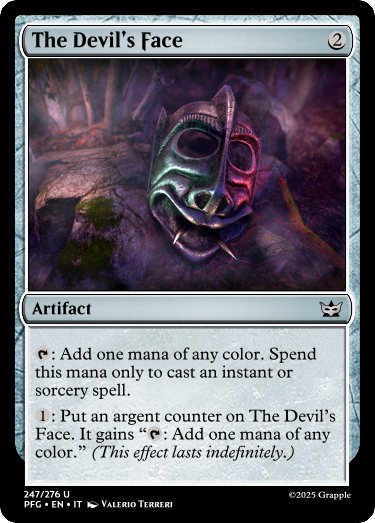 The Devil's Face 2
Artifact
: Add one mana of any color. Spend
this mana only to cast an instant or
sorcery spell.
1: Put an argent counter on The Devil's
Face. It gains “: Add one mana of any
color.” (This effect lasts indefinitely.)
247/276 U
PFG • EN • IT Valerio Terreri
©2025 Grapple